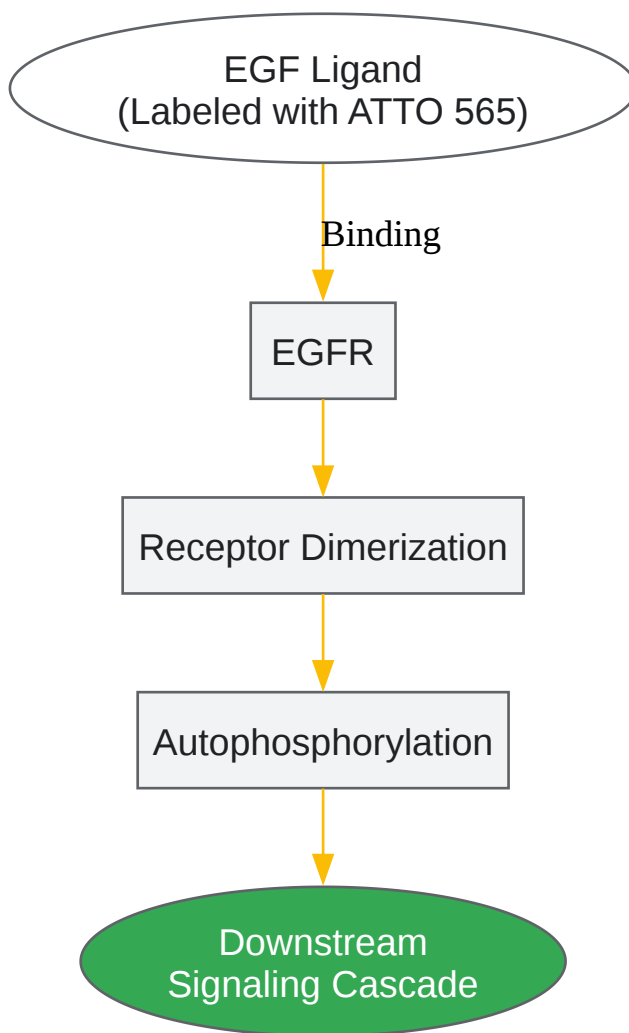 EGF Ligand
(Labeled with ATTO 565)
Binding
EGFR
Receptor Dimerization
Autophosphorylation
Downstream
Signaling Cascade